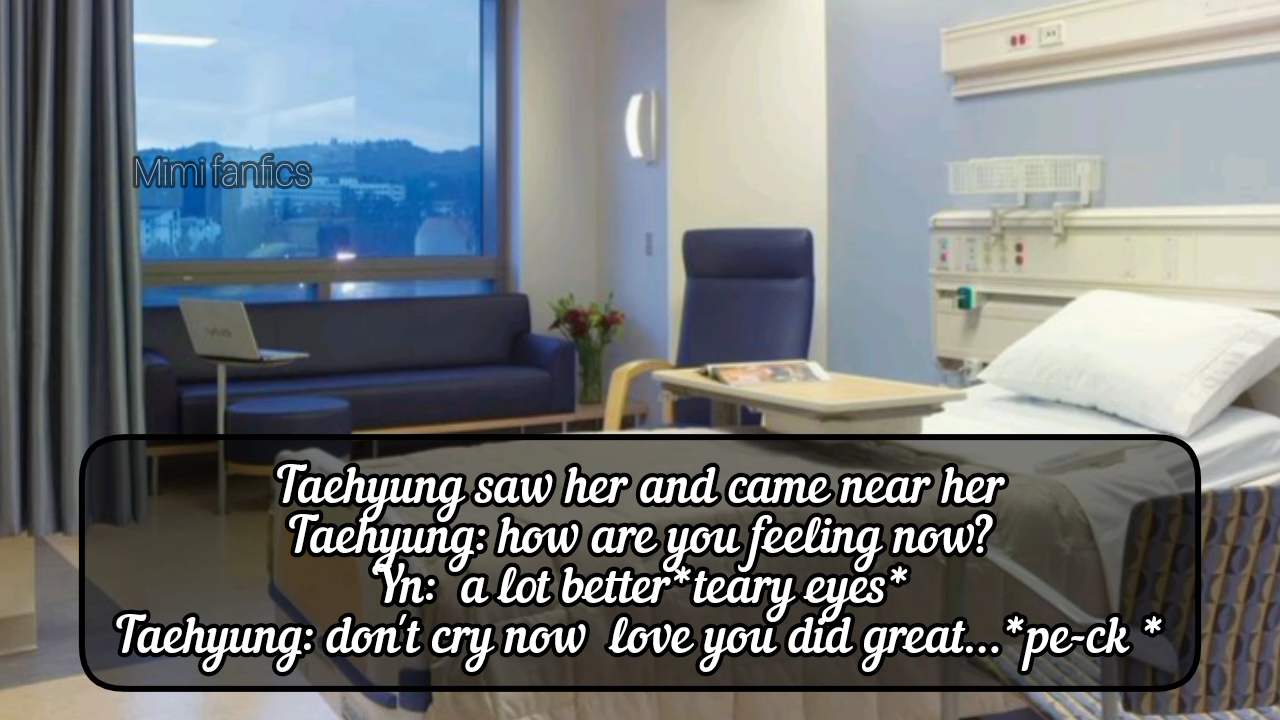 Mimi fanfics
Taehyung saw her and came near her
Taehyung: how are you feeling now?
Yn:  a lot better*teary eyes*
Taehyung: don't cry now  love you did great...*pe-ck *